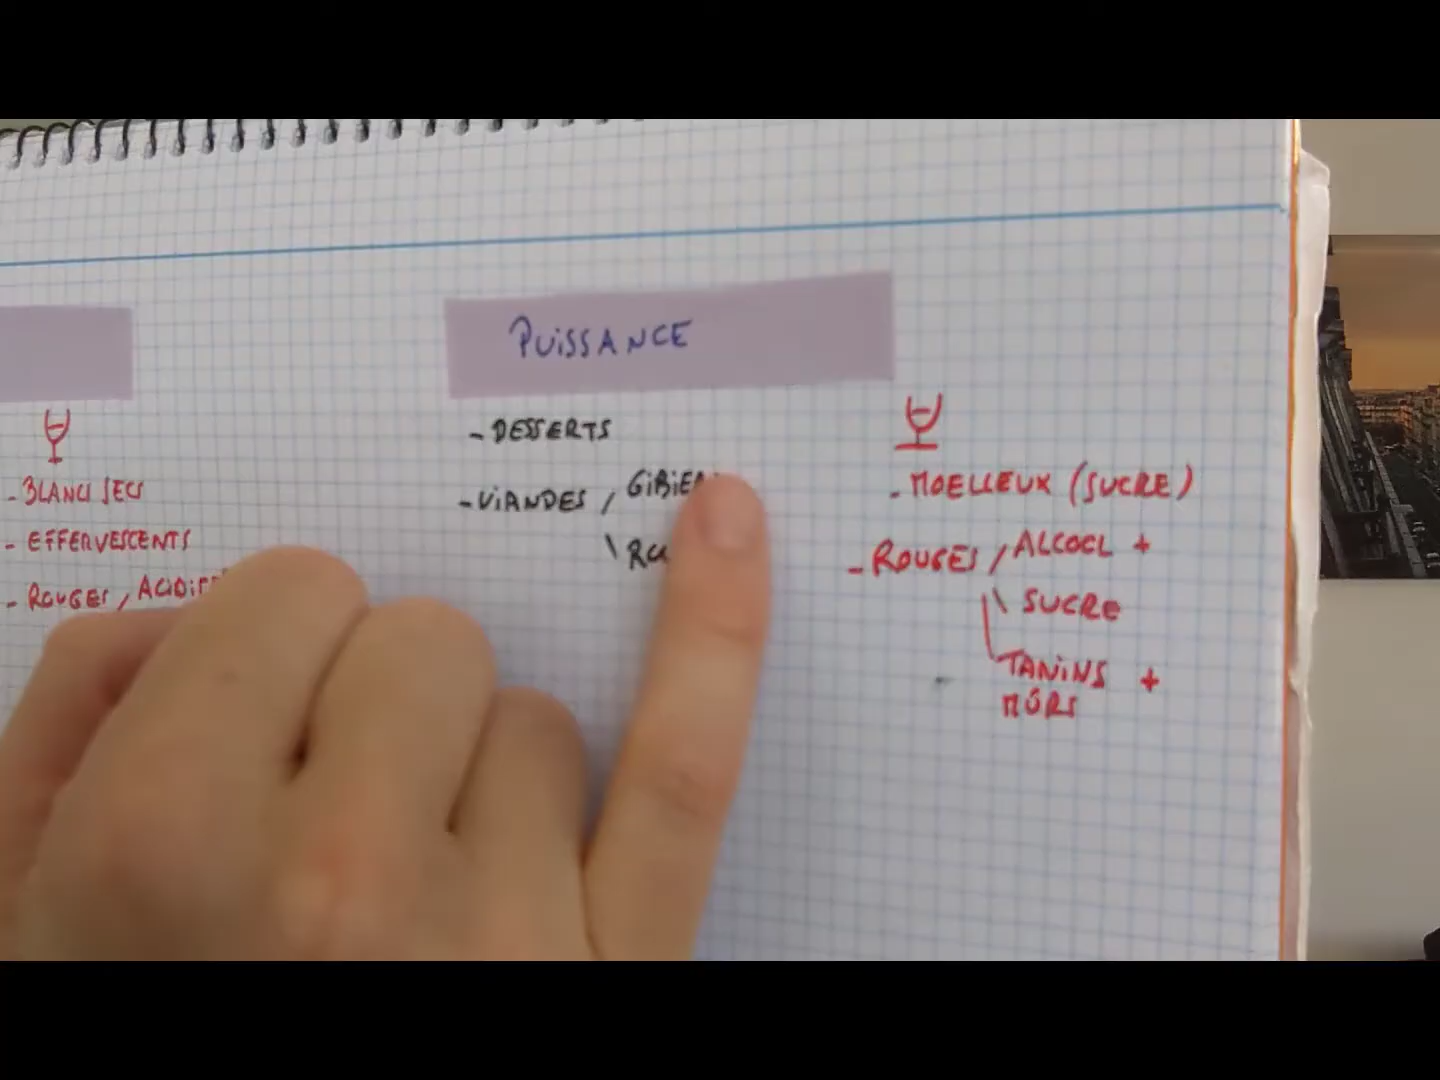 PUISSANCE
- BLANCS SECS
- EFFERVESCENTS
- ROUGES,
- DESSERTS
- VIANDES / GIBIER
- MOELLEUX (SUCRE)
- ROUGES / ALCOOL +
\ SUCRE
TANINS +
MÛRS